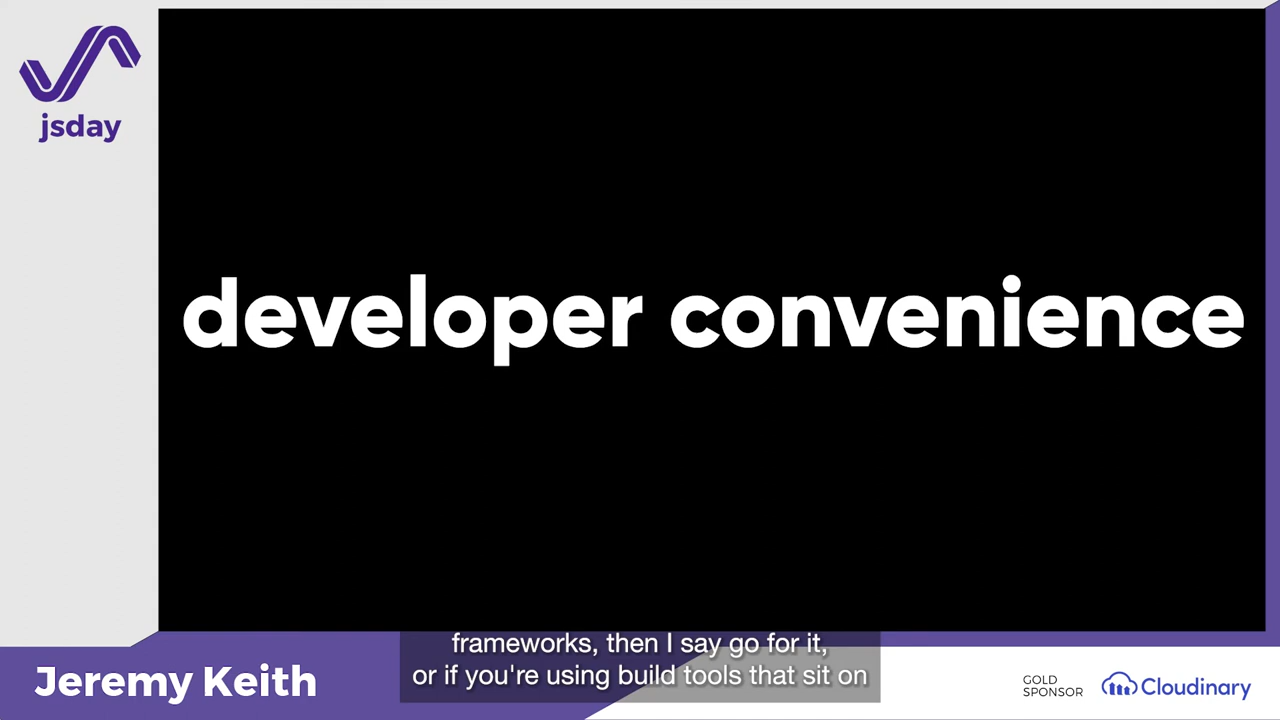 jsday
developer convenience
frameworks, then I say go for it,
or if you're using build tools that sit on
Jeremy Keith
GOLD
SPONSOR
Cloudinary